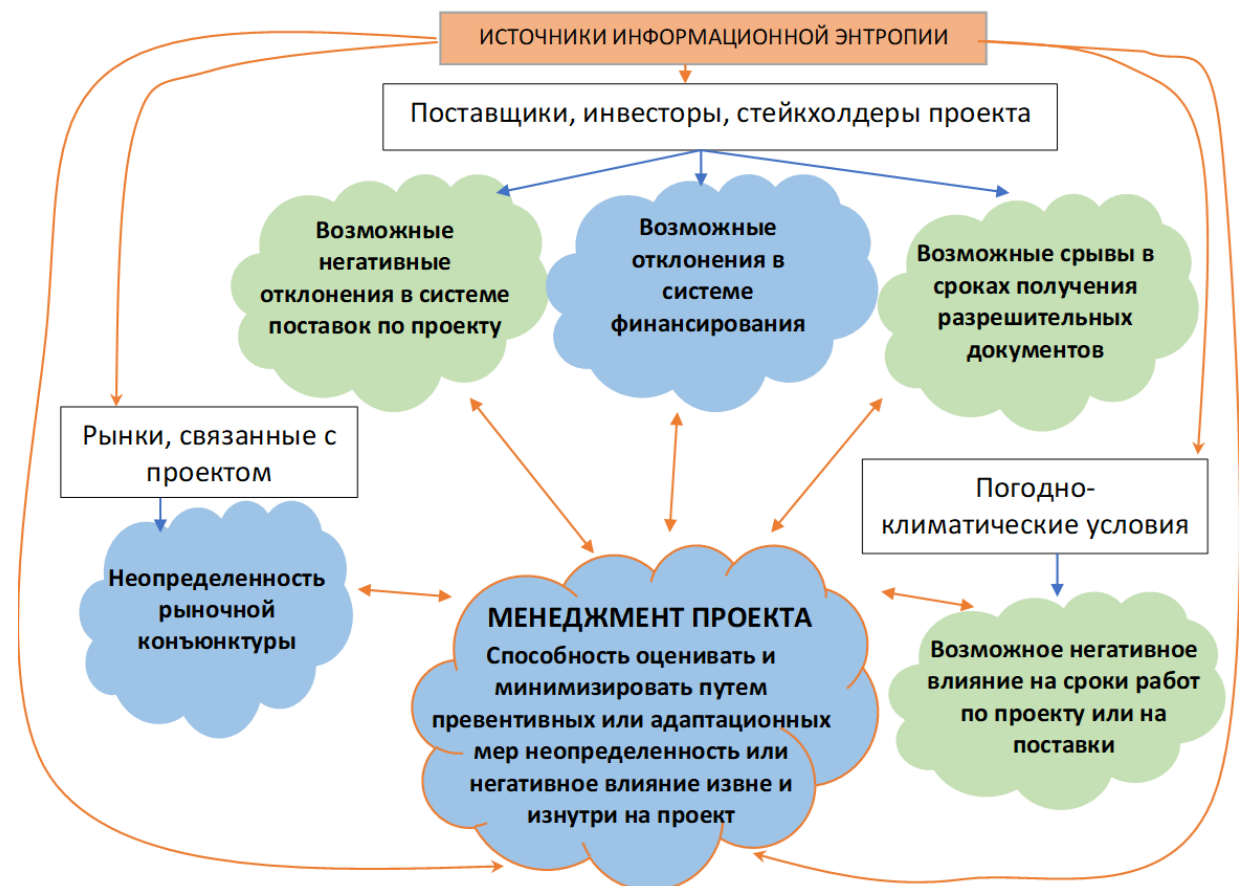 ИСТОЧНИКИ ИНФОРМАЦИОННОЙ ЭНТРОПИИ
Поставщики, инвесторы, стейкхолдеры проекта
Возможные
негативные
отклонения в системе
поставок по проекту
Возможные
отклонения в
системе
финансирования
Возможные срывы в
сроках получения
разрешительных
документов
Рынки, связанные с
проектом
Погодно-
климатические условия
Неопределенность
рыночной
конъюнктуры
МЕНЕДЖМЕНТ ПРОЕКТА
Способность оценивать и
минимизировать путем
превентивных или адаптационных
мер неопределенность или
негативное влияние извне и
изнутри на проект
Возможное негативное
влияние на сроки работ
по проекту или на
поставки